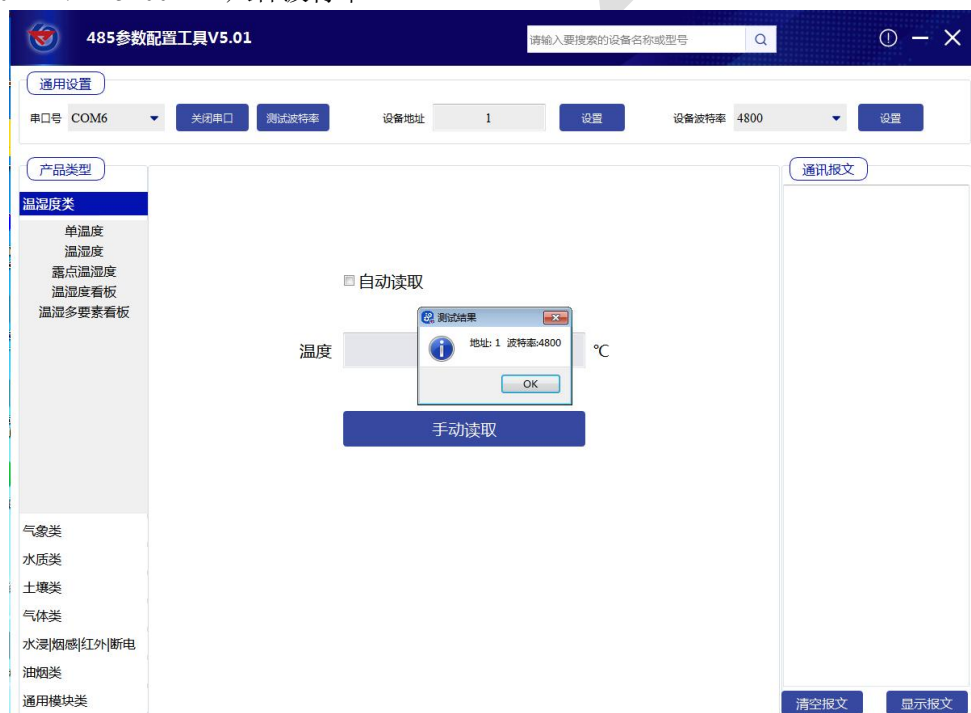 485参数配置工具V5.01
请输入要搜索的设备名称或型号
通用设置
串口号 COM6 关闭串口 测试波特率 设备地址 1 设置 设备波特率 4800 设置
产品类型
通讯报文
温湿度类
单温度
温湿度
露点温湿度
温湿度看板
温湿多要素看板
自动读取
测试结果
地址: 1 波特率:4800
OK
温度 ℃
手动读取
气象类
水质类
土壤类
气体类
水浸|烟感|红外|断电
油烟类
通用模块类
清空报文 显示报文